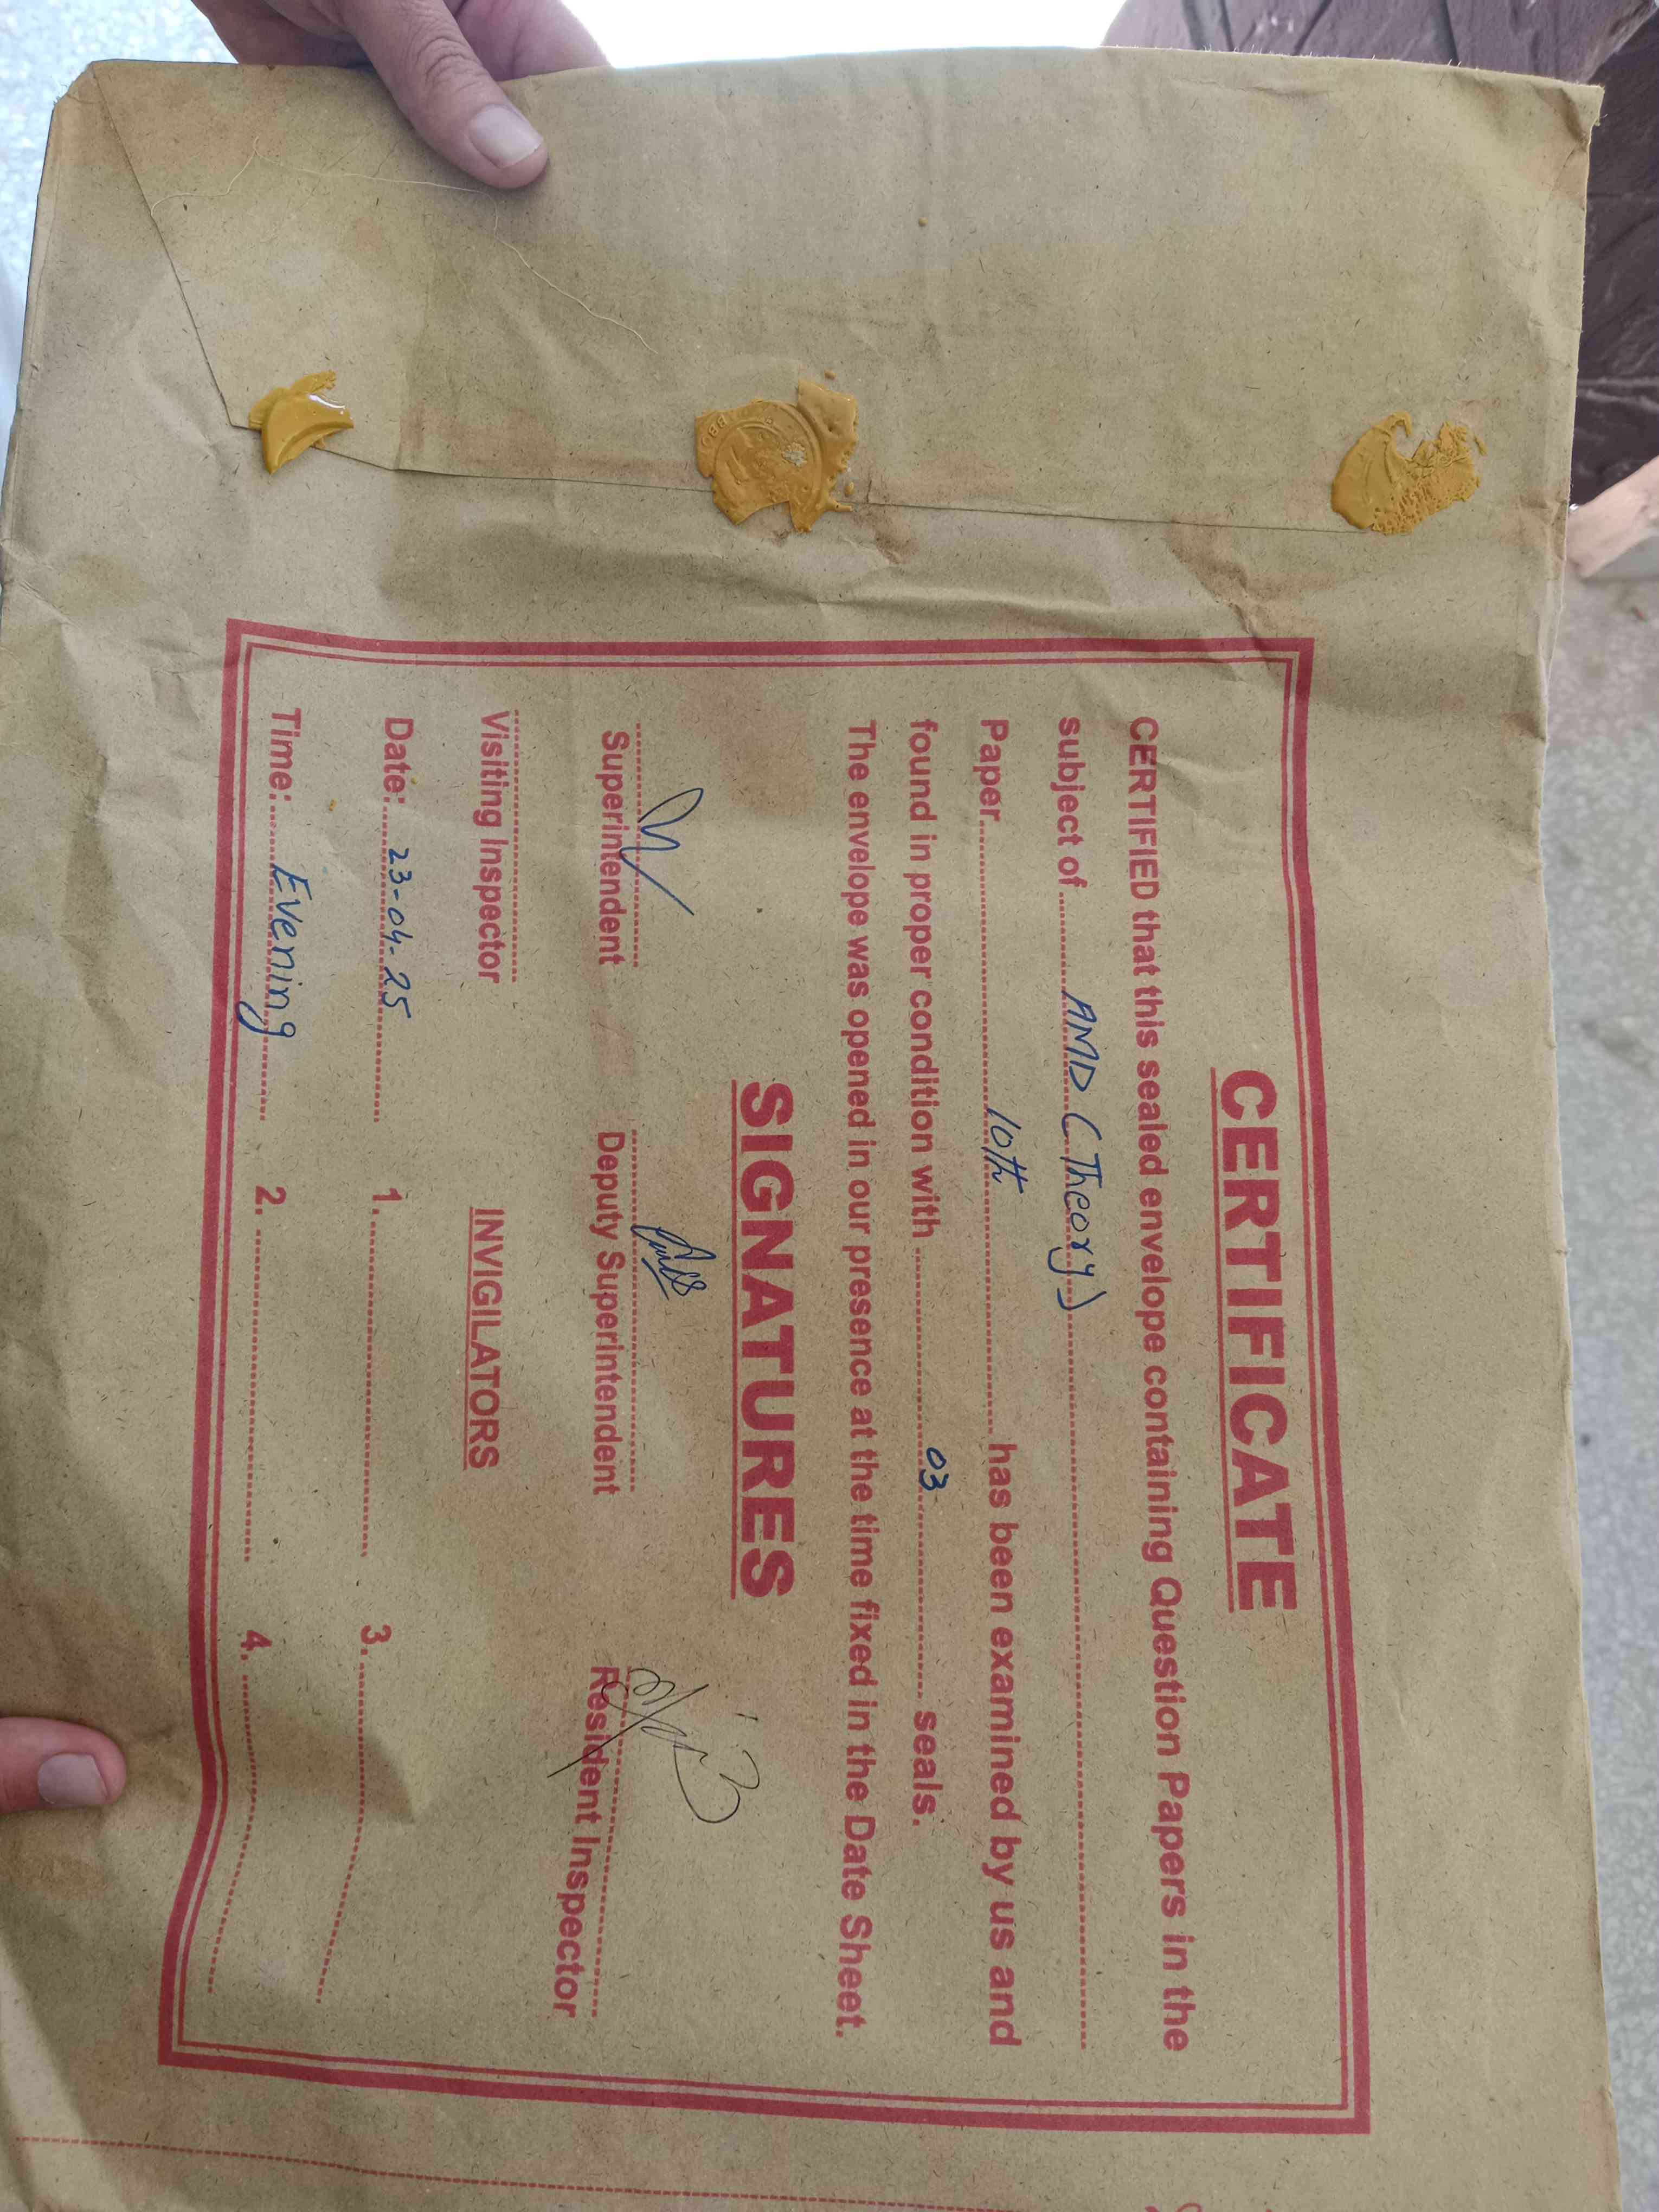 CERTIFICATE
CERTIFIED that this sealed envelope containing Question Papers in the
subject of AMD (Theory)
Paper 10th has been examined by us and
found in proper condition with 03 seals.
The envelope was opened in our presence at the time fixed in the Date Sheet.
SIGNATURES
Superintendent Deputy Superintendent Resident Inspector
Visiting Inspector INVIGILATORS
Date: 23-04-25 1. 3.
Time: Evening 2. 4.